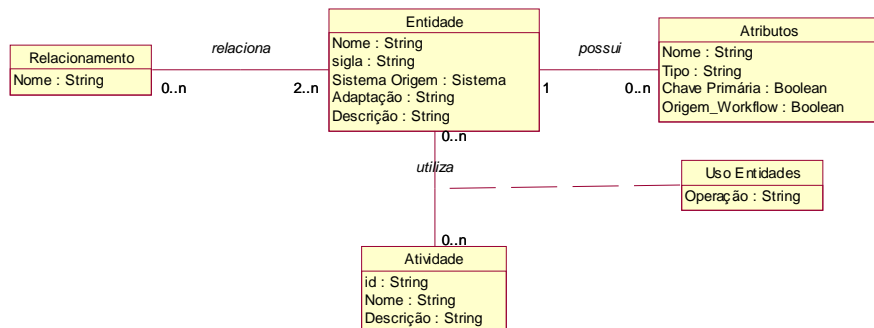 Relacionamento
Nome : String
relaciona
0..n
2..n
Entidade
Nome : String
sigla : String
Sistema Origem : Sistema
Adaptação : String
Descrição : String
possui
1
0..n
Atributos
Nome : String
Tipo : String
Chave Primária : Boolean
Origem_Workflow : Boolean
0..n
utiliza
Uso Entidades
Operação : String
0..n
Atividade
id : String
Nome : String
Descrição : String